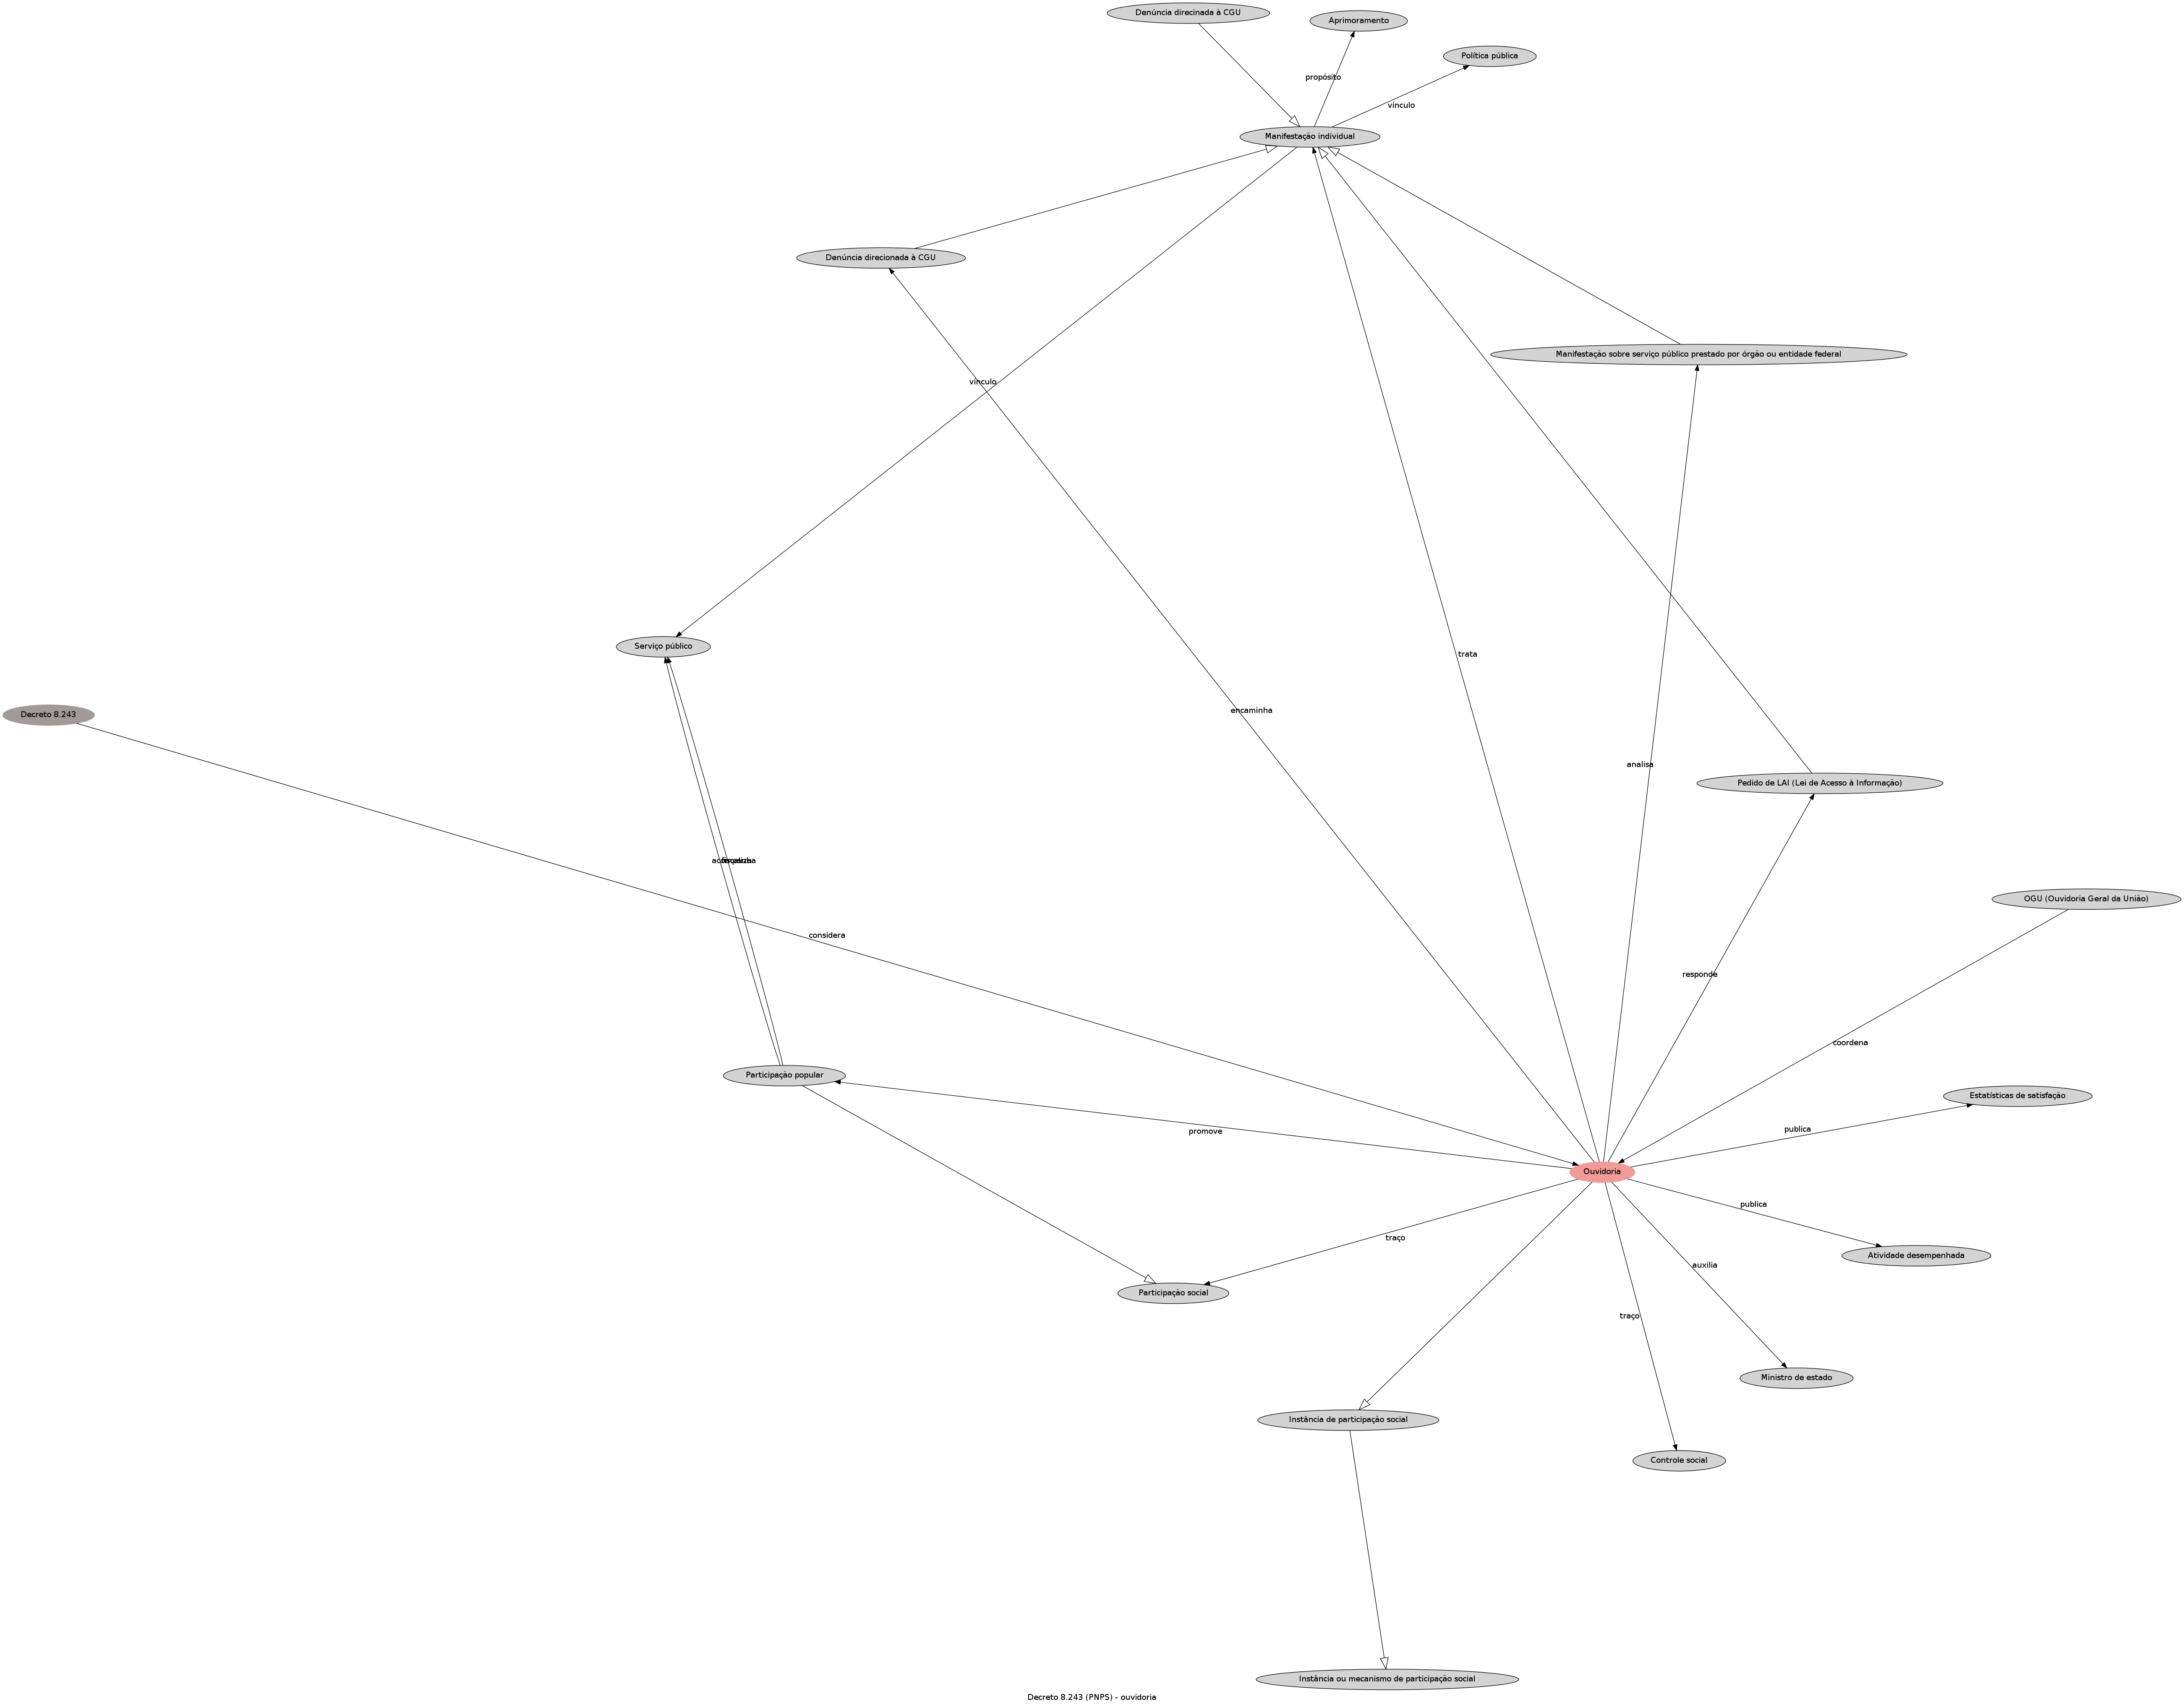 Denúncia direcinada à CGU
Aprimoramento
Política pública
propósito
vínculo
Manifestação individual
Denúncia direcionada à CGU
Manifestação sobre serviço público prestado por órgão ou entidade federal
vínculo
Serviço público
trata
encaminha
Decreto 8.243
analisa
Pedido de LAI (Lei de Acesso à Informação)
OGU (Ouvidoria Geral da União)
considera
responde
coordena
Participação popular
Estatísticas de satisfação
promove
publica
Ouvidoria
publica
traço
Atividade desempenhada
auxilia
Participação social
traço
Ministro de estado
Instância de participação social
Controle social
Instância ou mecanismo de participação social
Decreto 8.243 (PNPS) - ouvidoria